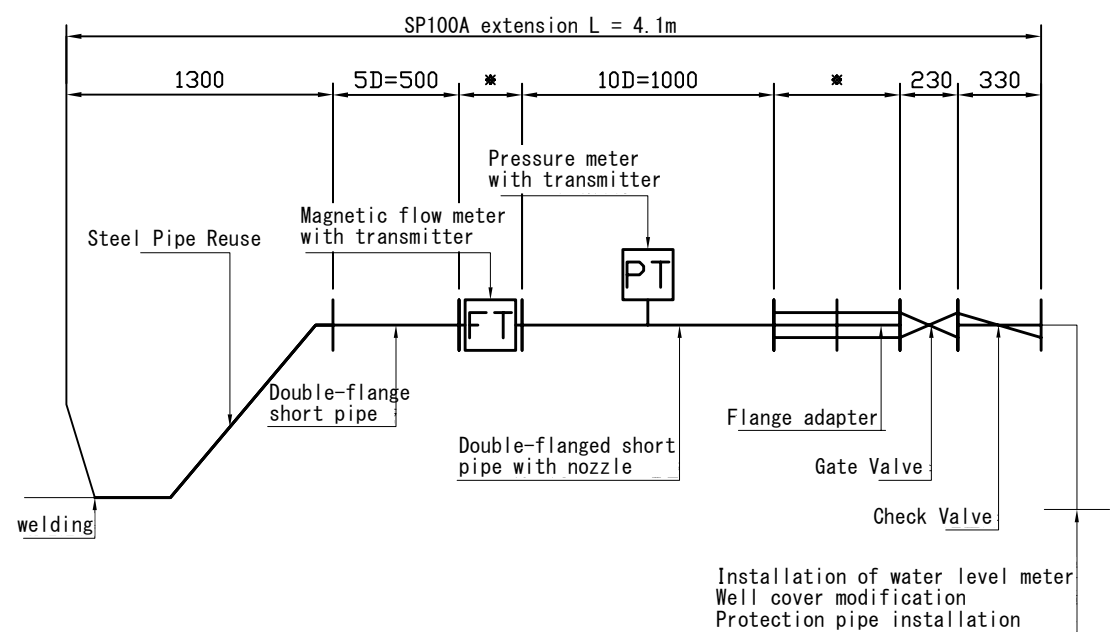 SP100A extension L = 4.1m
1300
5D=500
※
10D=1000
※
230
330
Pressure meter
with transmitter
Magnetic flow meter
with transmitter
Steel Pipe Reuse
PT
FT
Double-flange
short pipe
Double-flanged short
pipe with nozzle
Flange adapter
Gate Valve
Check Valve
welding
Installation of water level meter
Well cover modification
Protection pipe installation